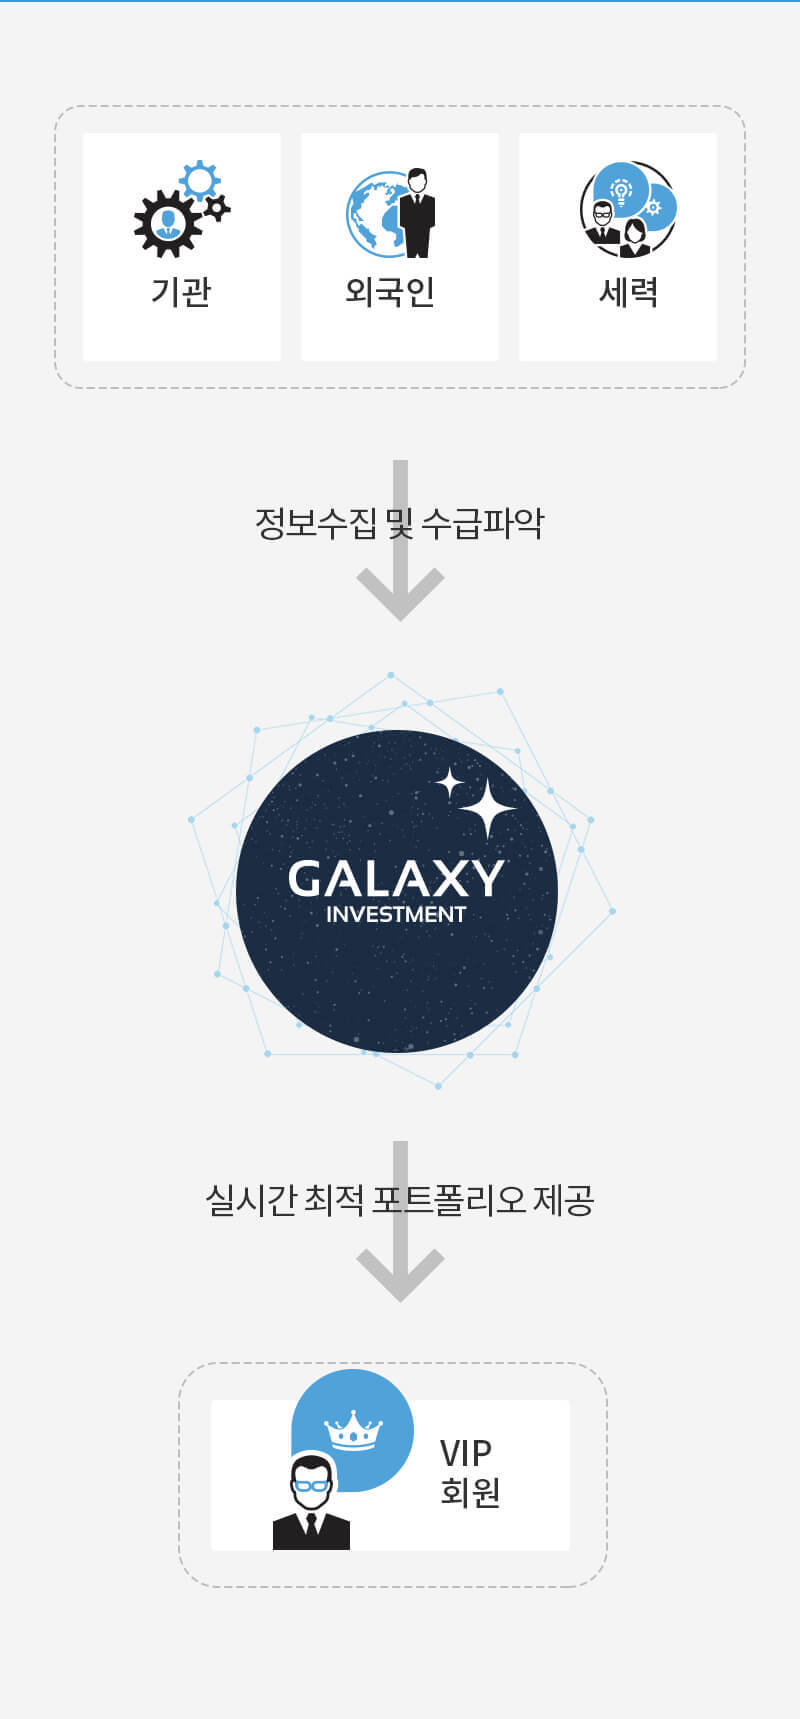 기관
외국인
세력
정보수집 및 수급파악
GALAXY
INVESTMENT
실시간 최적 포트폴리오 제공
VIP
회원